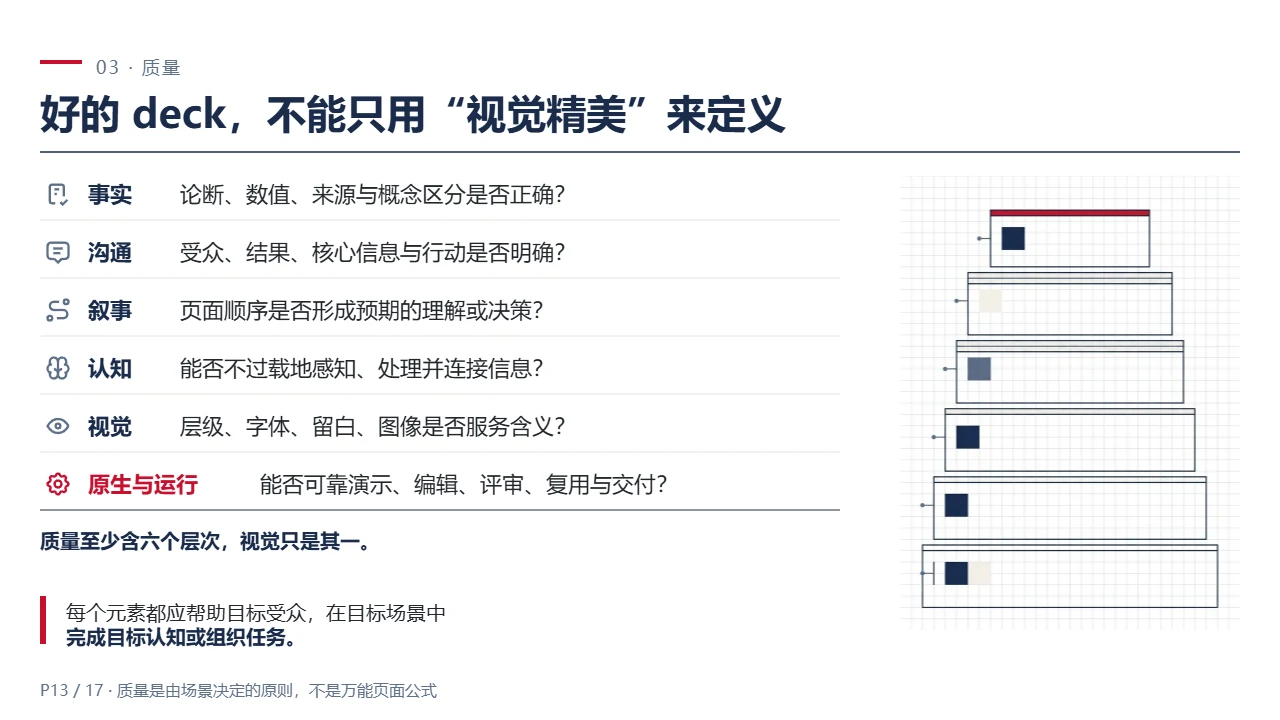 03 · 质量
好的 deck，不能只用“视觉精美”来定义
事实 论断、数值、来源与概念区分是否正确？
沟通 受众、结果、核心信息与行动是否明确？
叙事 页面顺序是否形成预期的理解或决策？
认知 能否不过载地感知、处理并连接信息？
视觉 层级、字体、留白、图像是否服务含义？
原生与运行 能否可靠演示、编辑、评审、复用与交付？
质量至少含六个层次，视觉只是其一。
每个元素都应帮助目标受众，在目标场景中
完成目标认知或组织任务。
P13 / 17 · 质量是由场景决定的原则，不是万能页面公式